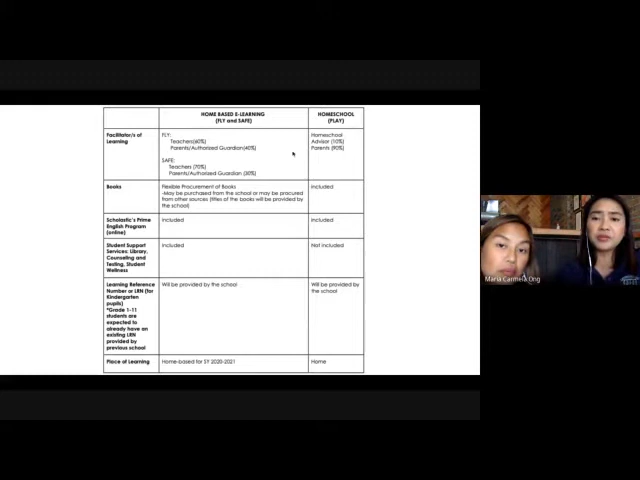 HOME BASED E-LEARNING
(FLY and SAFE)
HOMESCHOOL
(PLAY)
Facilitator/s of
Learning
FLY:
Teachers(60%)
Parents/Authorized Guardian(40%)
SAFE:
Teachers (70%)
Parents/Authorized Guardian (30%)
Homeschool
Advisor (10%)
Parents (90%)
Books
Flexible Procurement of Books
-May be purchased from the school or may be procured
from other sources (titles of the books will be provided by
the school)
Included
Scholastic's Prime
English Program
(online)
Included
Included
Student Support
Services: Library,
Counseling and
Testing, Student
Wellness
Included
Not included
Learning Reference
Number or LRN (for
Kindergarten
pupils)
*Grade 1-11
students are
expected to
already have an
existing LRN
provided by
previous school
Will be provided by the school
Will be provided by
the school
Place of Learning
Home-based for SY 2020-2021
Home
Maria Carmela Ong